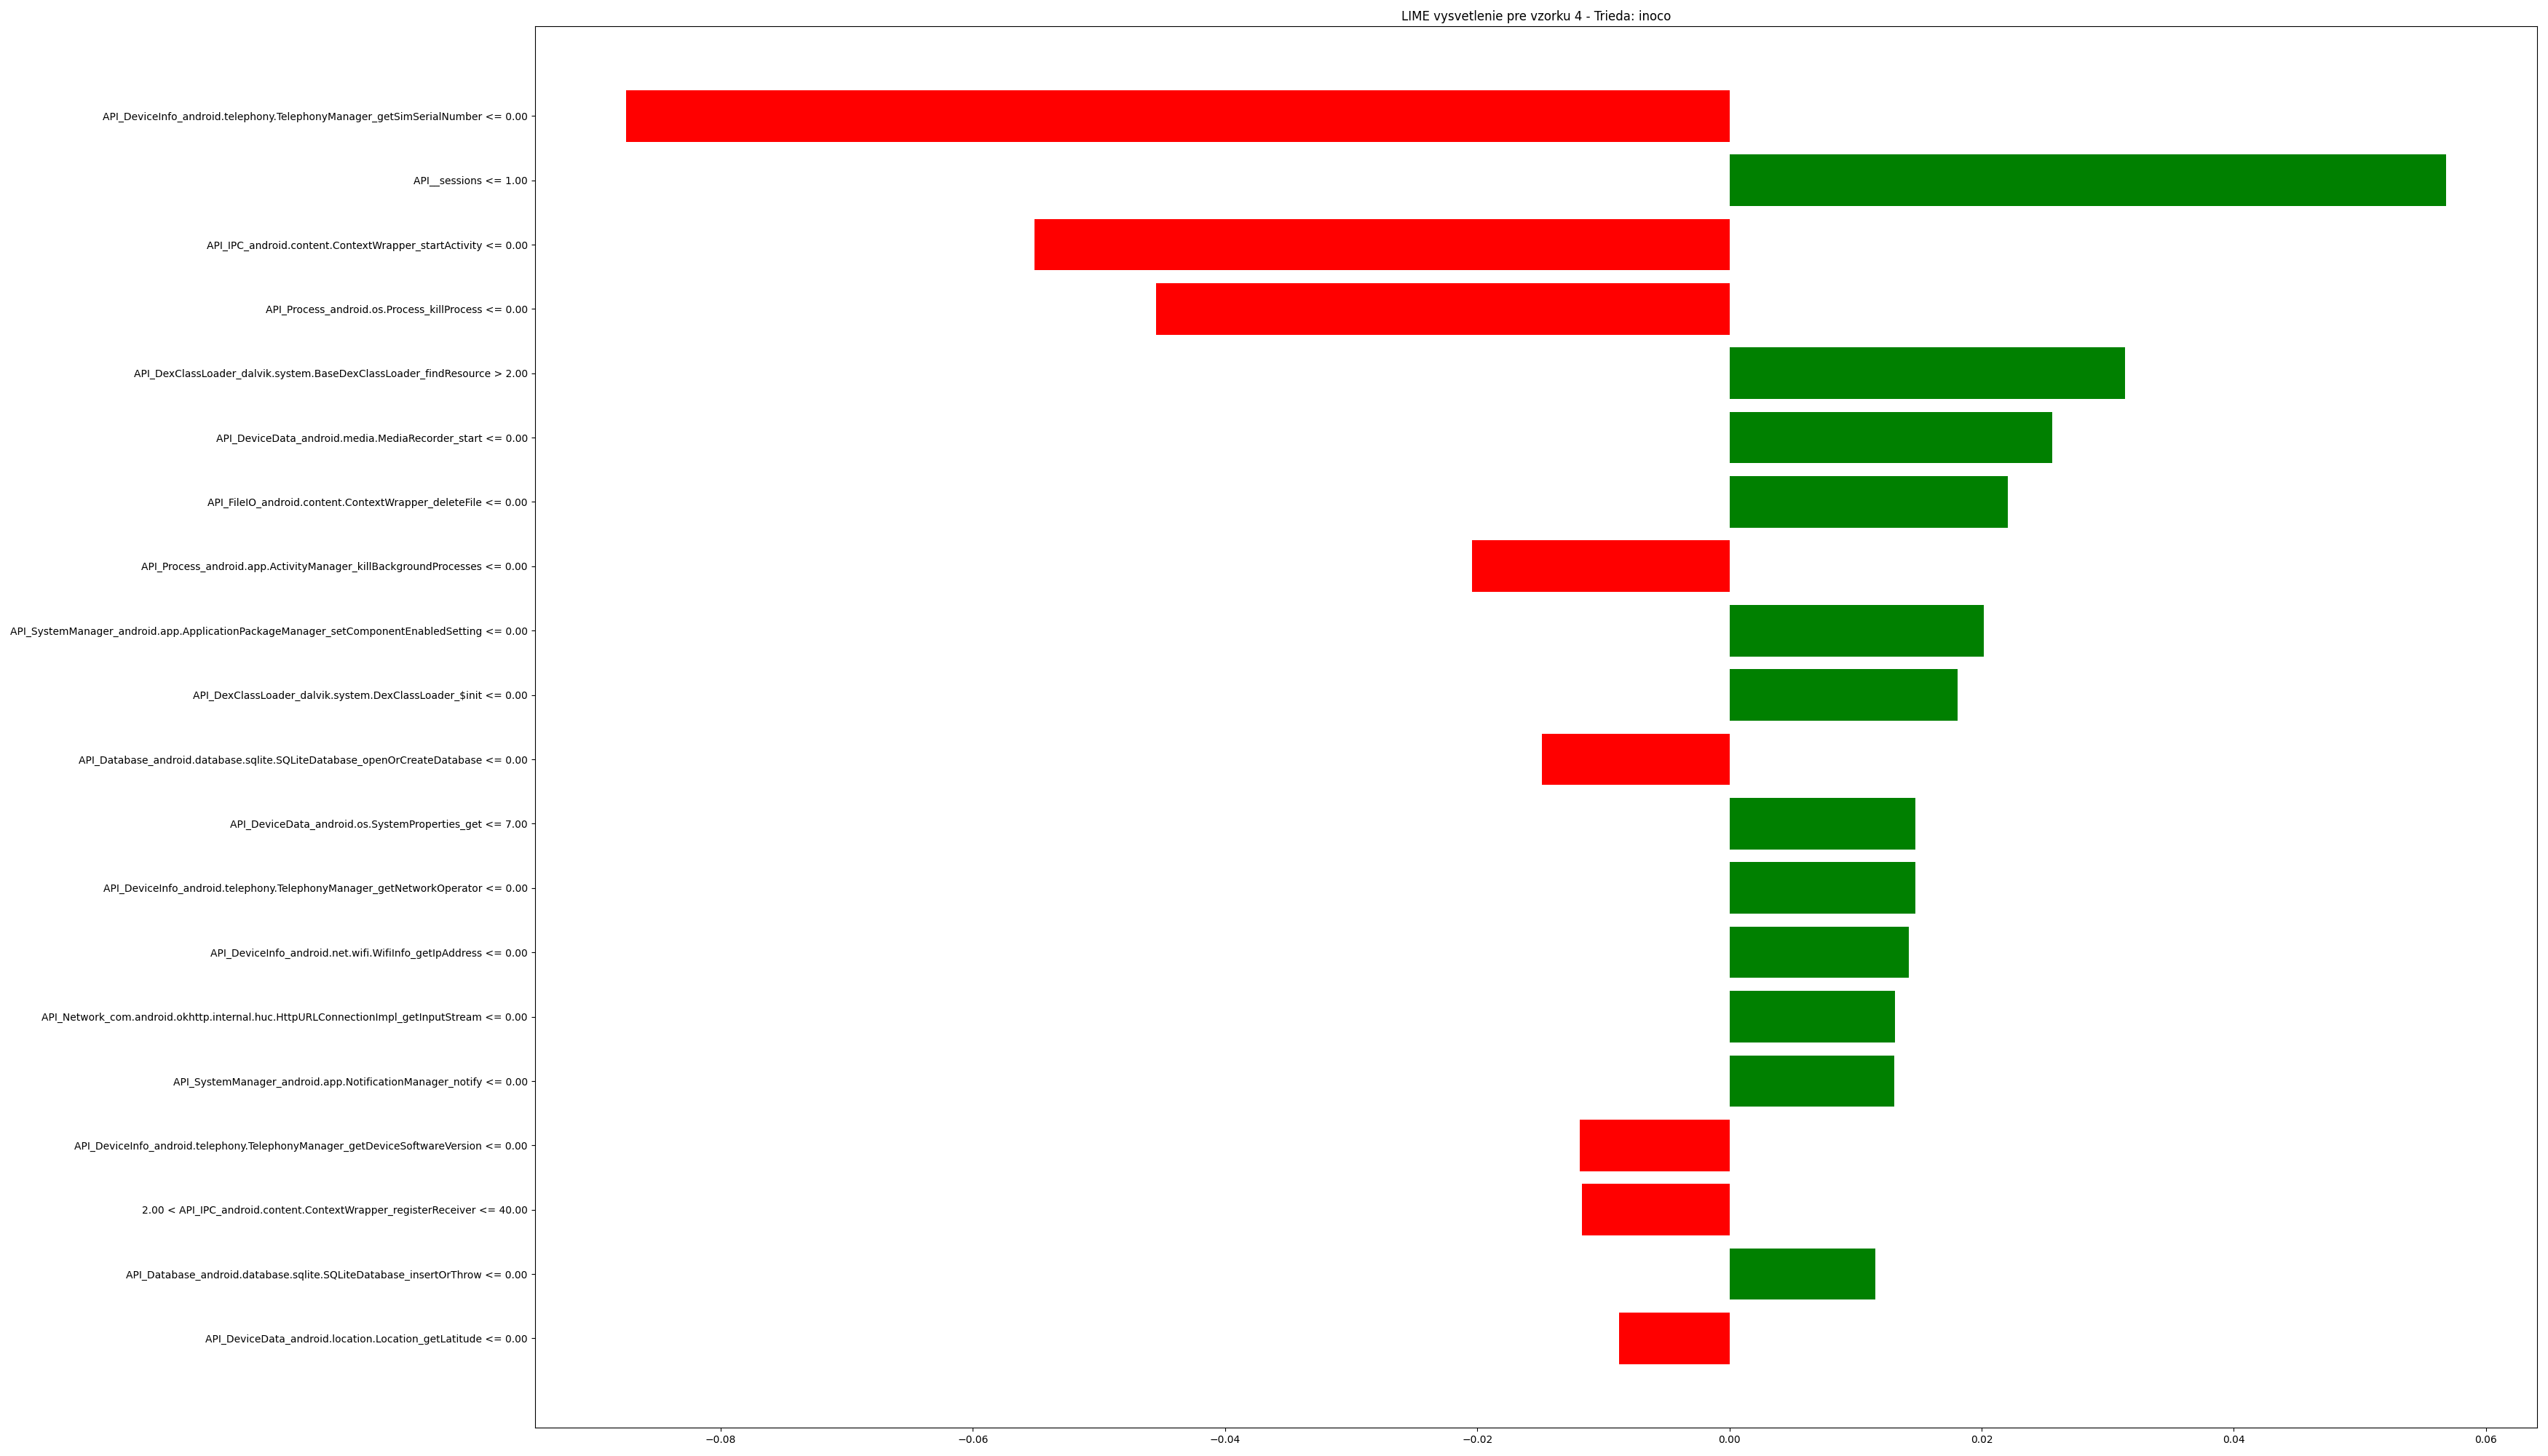 LIME vysvetlenie pre vzorku 4 - Trieda: inoco
API_DeviceInfo_android.telephony.TelephonyManager_getSimSerialNumber <= 0.00
API__sessions <= 1.00
API_IPC_android.content.ContextWrapper_startActivity <= 0.00
API_Process_android.os.Process_killProcess <= 0.00
API_DexClassLoader_dalvik.system.BaseDexClassLoader_findResource > 2.00
API_DeviceData_android.media.MediaRecorder_start <= 0.00
API_FileIO_android.content.ContextWrapper_deleteFile <= 0.00
API_Process_android.app.ActivityManager_killBackgroundProcesses <= 0.00
API_SystemManager_android.app.ApplicationPackageManager_setComponentEnabledSetting <= 0.00
API_DexClassLoader_dalvik.system.DexClassLoader_$init <= 0.00
API_Database_android.database.sqlite.SQLiteDatabase_openOrCreateDatabase <= 0.00
API_DeviceData_android.os.SystemProperties_get <= 7.00
API_DeviceInfo_android.telephony.TelephonyManager_getNetworkOperator <= 0.00
API_DeviceInfo_android.net.wifi.WifiInfo_getIpAddress <= 0.00
API_Network_com.android.okhttp.internal.huc.HttpURLConnectionImpl_getInputStream <= 0.00
API_SystemManager_android.app.NotificationManager_notify <= 0.00
API_DeviceInfo_android.telephony.TelephonyManager_getDeviceSoftwareVersion <= 0.00
2.00 < API_IPC_android.content.ContextWrapper_registerReceiver <= 40.00
API_Database_android.database.sqlite.SQLiteDatabase_insertOrThrow <= 0.00
API_DeviceData_android.location.Location_getLatitude <= 0.00
−0.08 −0.06 −0.04 −0.02 0.00 0.02 0.04 0.06